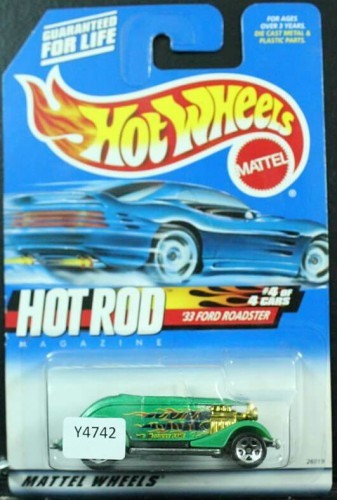 GUARANTEED
FOR LIFE
FOR AGES
OVER 3 YEARS.
DIE CAST METAL &
PLASTIC PARTS.
HOT WHEELS
MATTEL
®
HOT ROD
MAGAZINE
#4 OF
4 CARS
'33 FORD ROADSTER
Y4742
MATTEL WHEELS